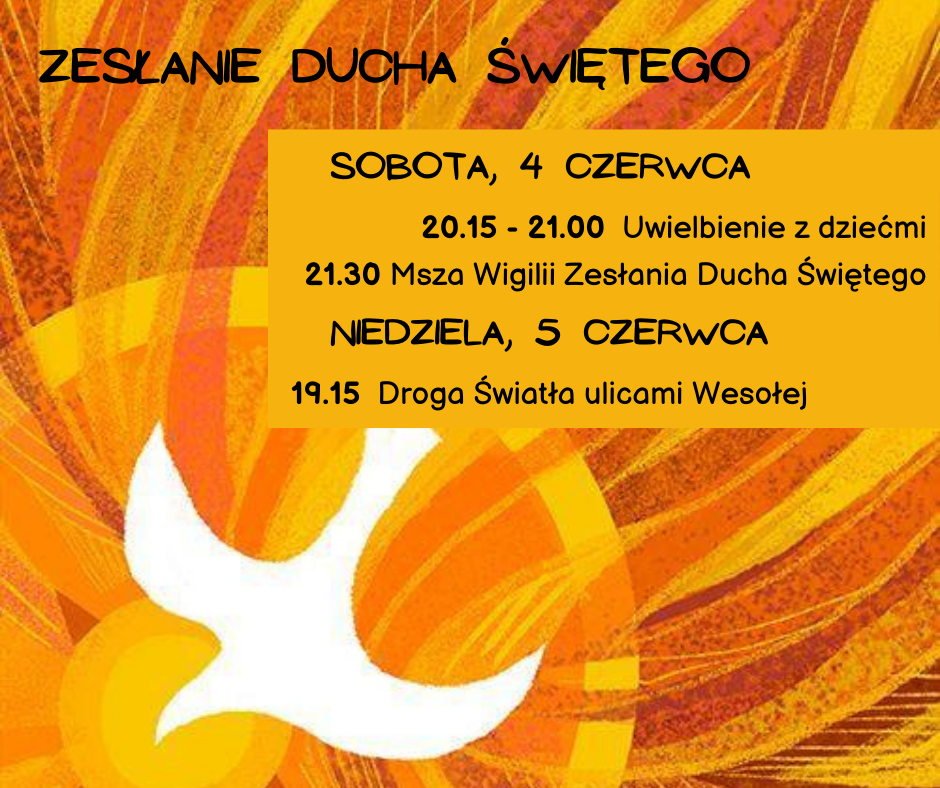 ZESŁANIE DUCHA ŚWIĘTEGO
SOBOTA, 4 CZERWCA
20.15 - 21.00 Uwielbienie z dziećmi
21.30 Msza Wigilii Zesłania Ducha Świętego
NIEDZIELA, 5 CZERWCA
19.15 Droga Światła ulicami Wesołej